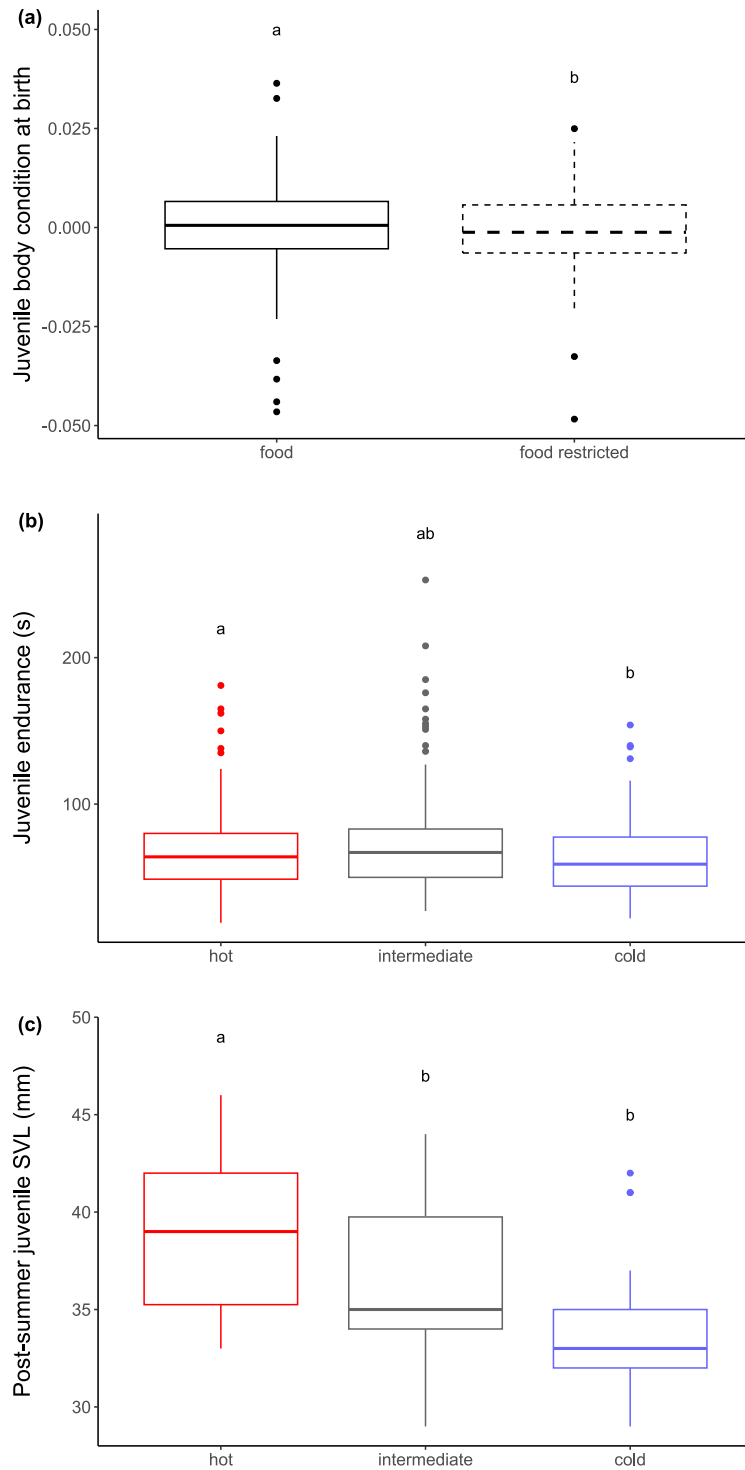 (a)
Juvenile body condition at birth
0.050
0.025
0.000
-0.025
-0.050
a
b
food
food restricted
(b)
Juvenile endurance (s)
200
100
a
ab
b
hot
intermediate
cold
(c)
Post-summer juvenile SVL (mm)
50
45
40
35
30
a
b
b
hot
intermediate
cold